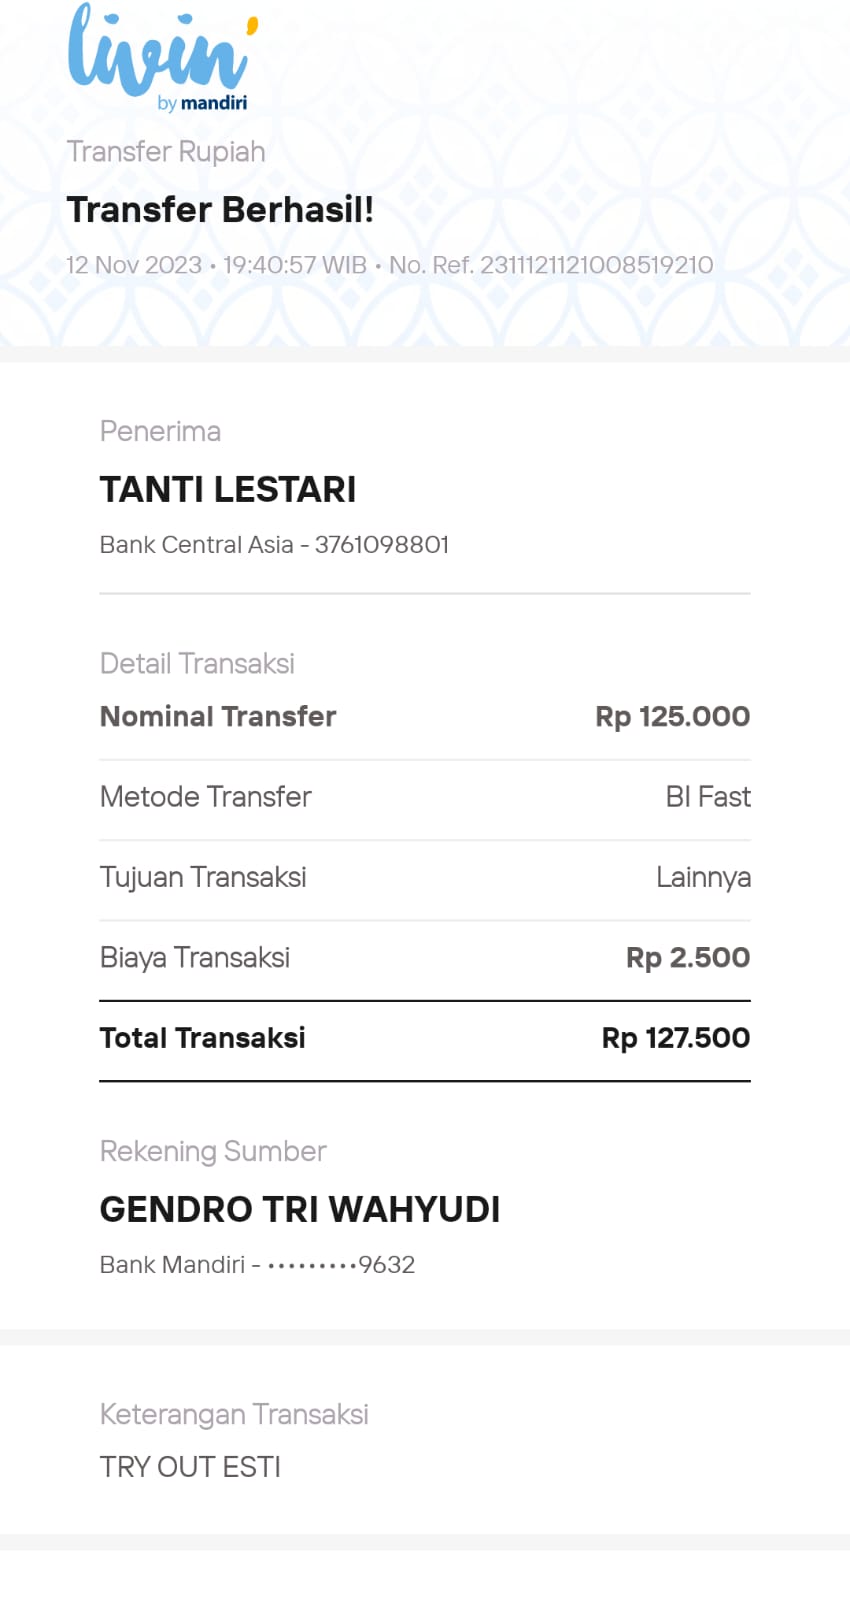 livin'
by mandiri
Transfer Rupiah
Transfer Berhasil!
12 Nov 2023 • 19:40:57 WIB • No. Ref. 2311121121008519210
Penerima
TANTI LESTARI
Bank Central Asia - 3761098801
Detail Transaksi
Nominal Transfer Rp 125.000
Metode Transfer BI Fast
Tujuan Transaksi Lainnya
Biaya Transaksi Rp 2.500
Total Transaksi Rp 127.500
Rekening Sumber
GENDRO TRI WAHYUDI
Bank Mandiri - •••••••••9632
Keterangan Transaksi
TRY OUT ESTI